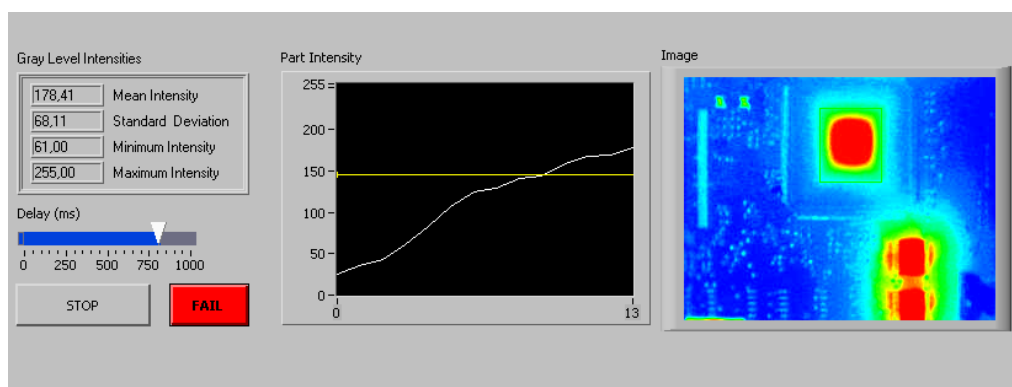 Gray Level Intensities
178,41 Mean Intensity
68,11 Standard Deviation
61,00 Minimum Intensity
255,00 Maximum Intensity
Delay (ms)
0 250 500 750 1000
STOP FAIL
Part Intensity
255
200
150
100
50
0
0 13
Image